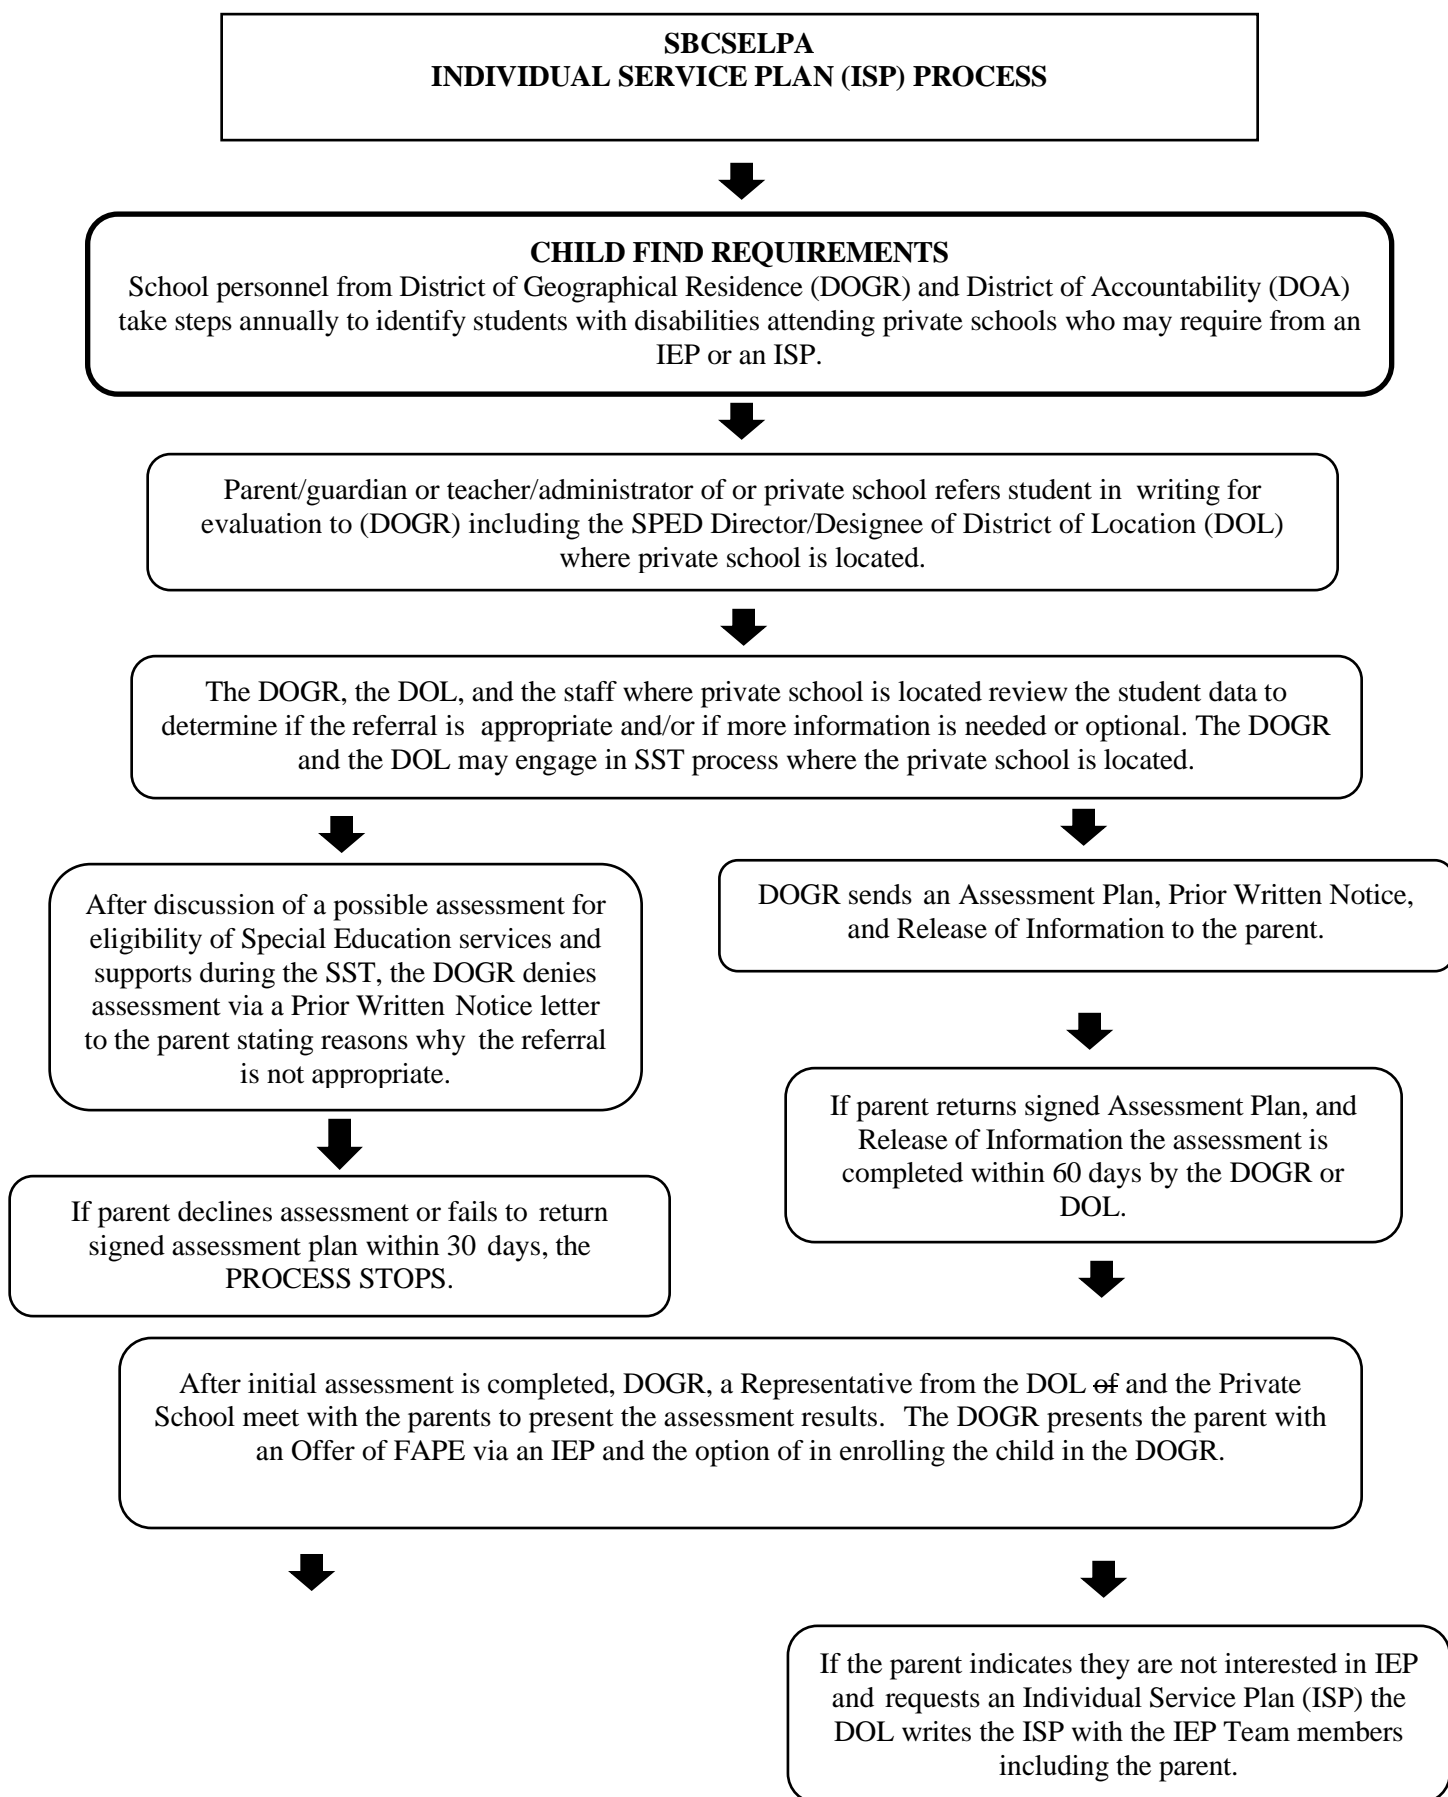 SBCSELPA
INDIVIDUAL SERVICE PLAN (ISP) PROCESS
CHILD FIND REQUIREMENTS
School personnel from District of Geographical Residence (DOGR) and District of Accountability (DOA)
take steps annually to identify students with disabilities attending private schools who may require from an
IEP or an ISP.
Parent/guardian or teacher/administrator of or private school refers student in writing for
evaluation to (DOGR) including the SPED Director/Designee of District of Location (DOL)
where private school is located.
The DOGR, the DOL, and the staff where private school is located review the student data to
determine if the referral is appropriate and/or if more information is needed or optional. The DOGR
and the DOL may engage in SST process where the private school is located.
After discussion of a possible assessment for
eligibility of Special Education services and
supports during the SST, the DOGR denies
assessment via a Prior Written Notice letter
to the parent stating reasons why the referral
is not appropriate.
DOGR sends an Assessment Plan, Prior Written Notice,
and Release of Information to the parent.
If parent returns signed Assessment Plan, and
Release of Information the assessment is
completed within 60 days by the DOGR or
DOL.
If parent declines assessment or fails to return
signed assessment plan within 30 days, the
PROCESS STOPS.
After initial assessment is completed, DOGR, a Representative from the DOL of and the Private
School meet with the parents to present the assessment results. The DOGR presents the parent with
an Offer of FAPE via an IEP and the option of in enrolling the child in the DOGR.
If the parent indicates they are not interested in IEP
and requests an Individual Service Plan (ISP) the
DOL writes the ISP with the IEP Team members
including the parent.